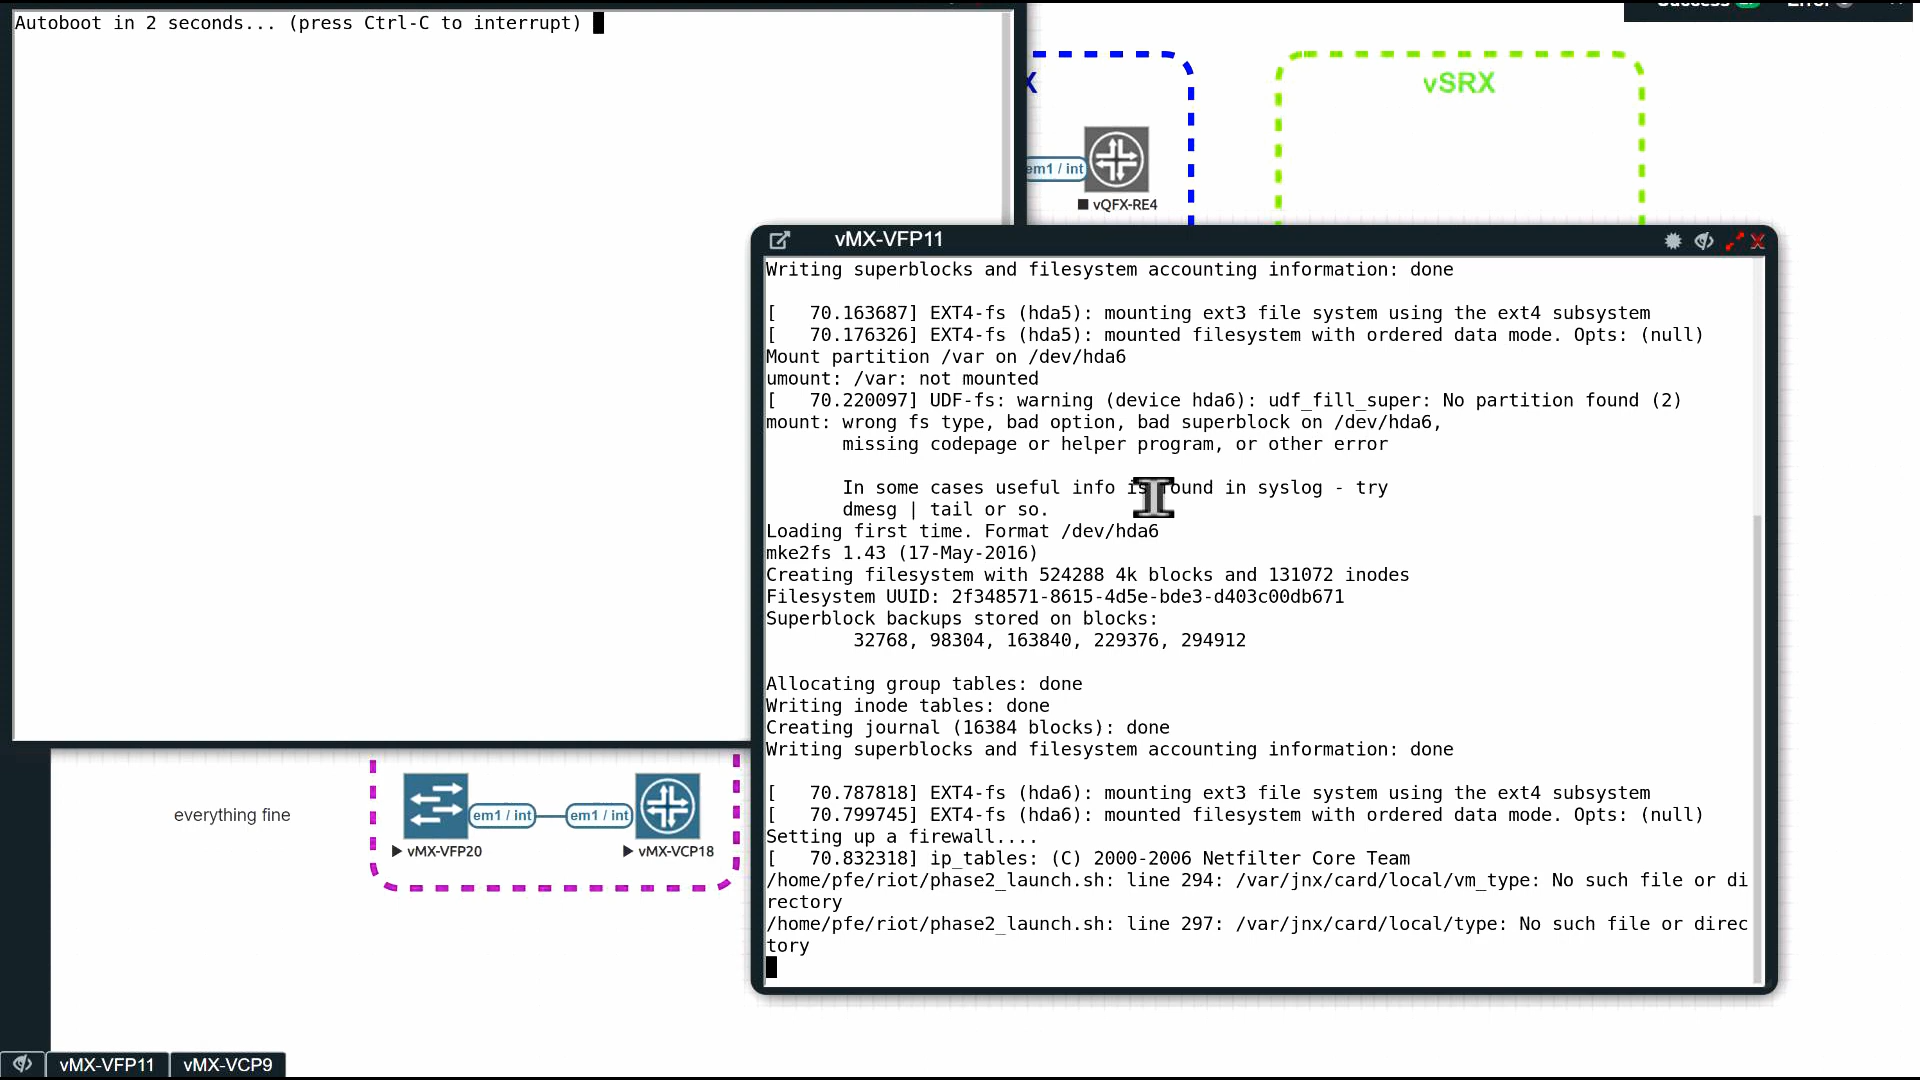 Autoboot in 2 seconds... (press Ctrl-C to interrupt)
X
vSRX
em1 / int
vQFX-RE4
vMX-VFP11
Writing superblocks and filesystem accounting information: done
[   70.163687] EXT4-fs (hda5): mounting ext3 file system using the ext4 subsystem
[   70.176326] EXT4-fs (hda5): mounted filesystem with ordered data mode. Opts: (null)
Mount partition /var on /dev/hda6
umount: /var: not mounted
[   70.220097] UDF-fs: warning (device hda6): udf_fill_super: No partition found (2)
mount: wrong fs type, bad option, bad superblock on /dev/hda6,
missing codepage or helper program, or other error
In some cases useful info is found in syslog - try
dmesg | tail or so.
Loading first time. Format /dev/hda6
mke2fs 1.43 (17-May-2016)
Creating filesystem with 524288 4k blocks and 131072 inodes
Filesystem UUID: 2f348571-8615-4d5e-bde3-d403c00db671
Superblock backups stored on blocks:
32768, 98304, 163840, 229376, 294912
Allocating group tables: done
Writing inode tables: done
Creating journal (16384 blocks): done
Writing superblocks and filesystem accounting information: done
[   70.787818] EXT4-fs (hda6): mounting ext3 file system using the ext4 subsystem
[   70.799745] EXT4-fs (hda6): mounted filesystem with ordered data mode. Opts: (null)
Setting up a firewall....
[   70.832318] ip_tables: (C) 2000-2006 Netfilter Core Team
/home/pfe/riot/phase2_launch.sh: line 294: /var/jnx/card/local/vm_type: No such file or di
rectory
/home/pfe/riot/phase2_launch.sh: line 297: /var/jnx/card/local/type: No such file or direc
tory
everything fine
em1 / int
em1 / int
vMX-VFP20
vMX-VCP18
vMX-VFP11
vMX-VCP9